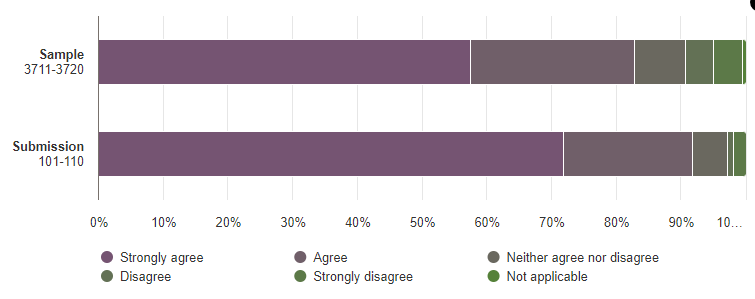 Sample
3711-3720
Submission
101-110
0% 10% 20% 30% 40% 50% 60% 70% 80% 90% 10...
Strongly agree Agree Neither agree nor disagree
Disagree Strongly disagree Not applicable